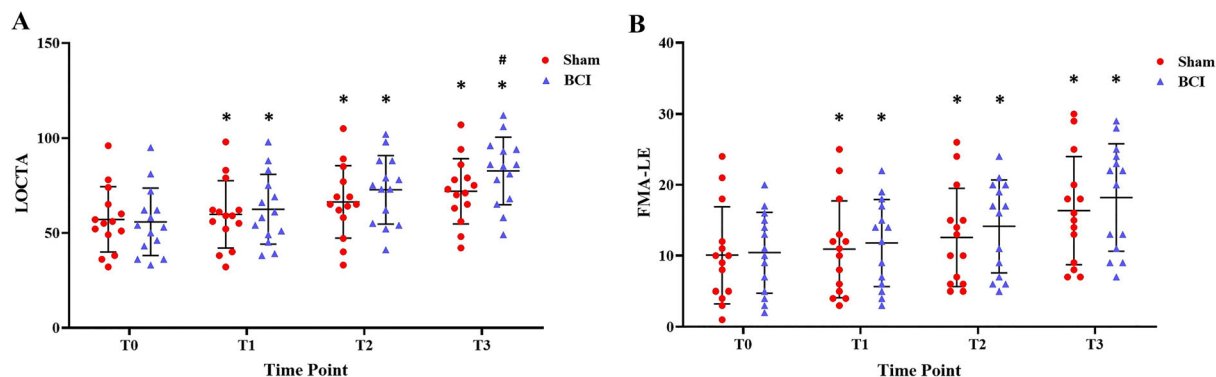 A
LOCTA
150
100
50
0
* * * * * *
#
Sham
BCI
T0 T1 T2 T3
Time Point
B
FMA-LE
40
30
20
10
0
* * * * * *
Sham
BCI
T0 T1 T2 T3
Time Point